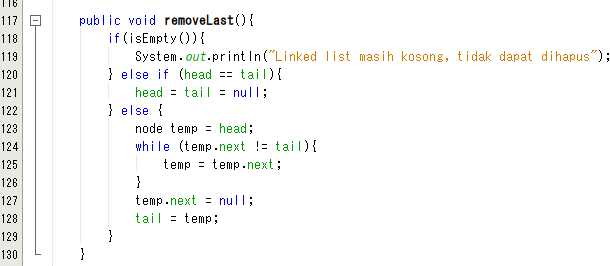 116
117 public void removeLast(){
118 if(isEmpty()){
119 System.out.println("Linked list masih kosong, tidak dapat dihapus");
120 } else if (head == tail){
121 head = tail = null;
122 } else {
123 node temp = head;
124 while (temp.next != tail){
125 temp = temp.next;
126 }
127 temp.next = null;
128 tail = temp;
129 }
130 }